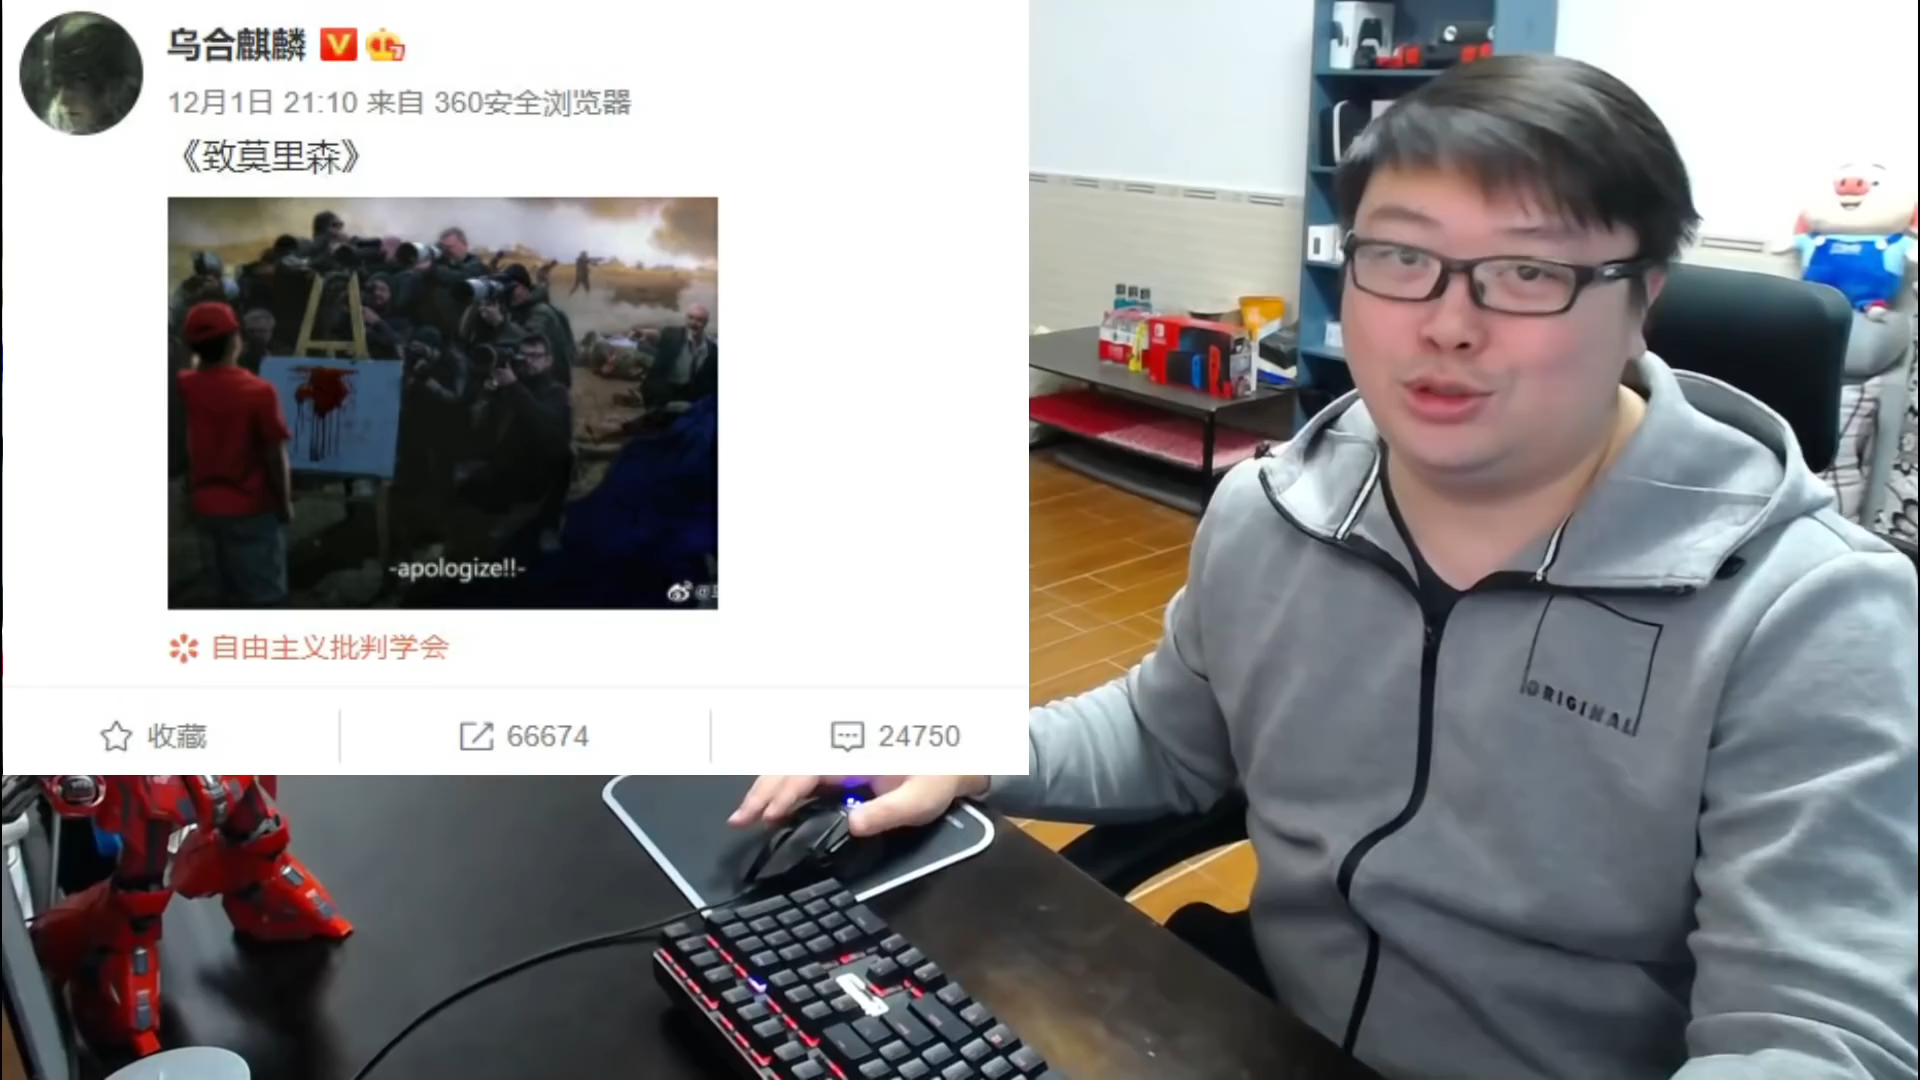 乌合麒麟
12月1日 21:10 来自 360安全浏览器
《致莫里森》
-apologize!!-
自由主义批判学会
收藏
66674
24750
ORIGINAL